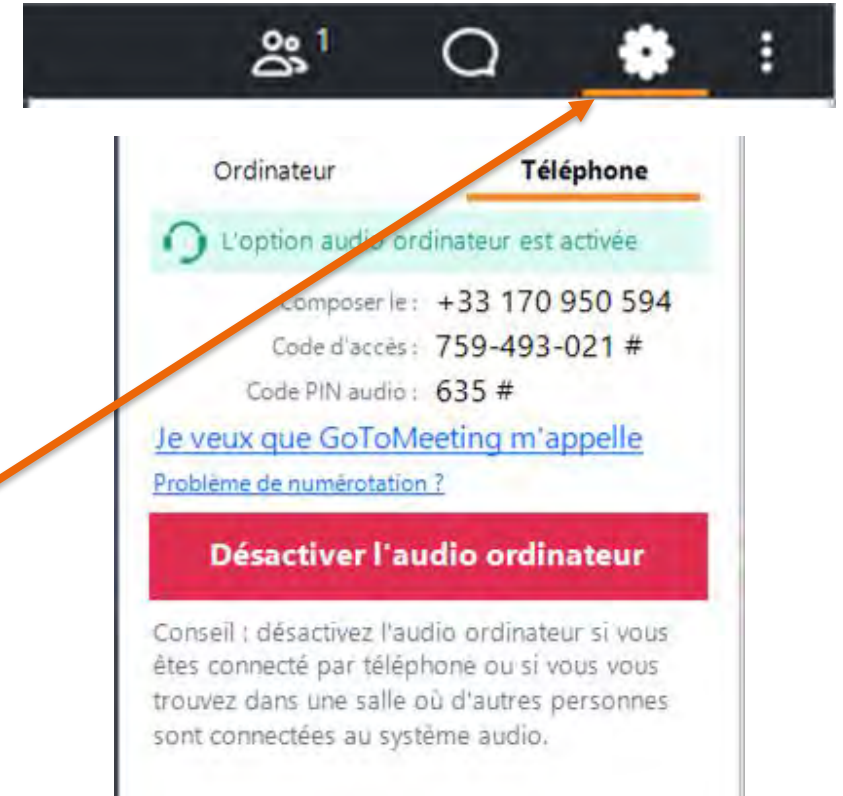 1
Ordinateur Téléphone
L'option audio ordinateur est activée
Composer le : +33 170 950 594
Code d'accès : 759-493-021 #
Code PIN audio : 635 #
Je veux que GoToMeeting m'appelle
Problème de numérotation ?
Désactiver l'audio ordinateur
Conseil : désactivez l'audio ordinateur si vous
êtes connecté par téléphone ou si vous vous
trouvez dans une salle où d'autres personnes
sont connectées au système audio.